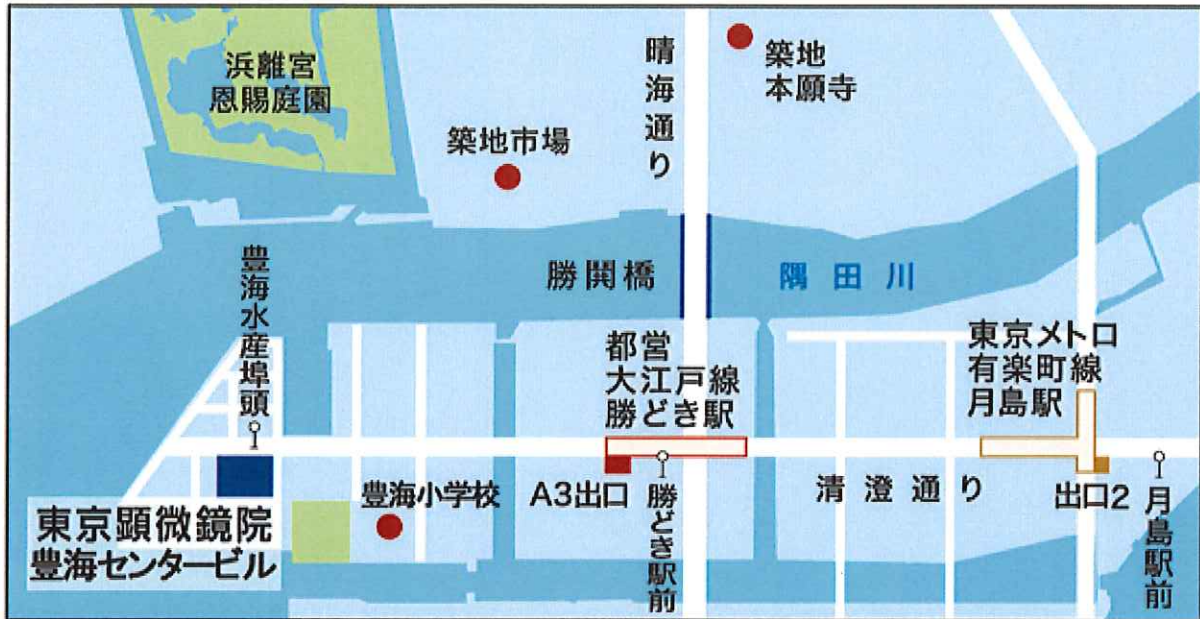 浜離宮
恩賜庭園
築地市場
晴海通り
築地
本願寺
豊海水産埠頭
勝鬨橋
隅田川
都営
大江戸線
勝どき駅
東京メトロ
有楽町線
月島駅
豊海小学校
A3出口
勝どき駅前
清澄通り
出口2
月島駅前
東京顕微鏡院
豊海センタービル